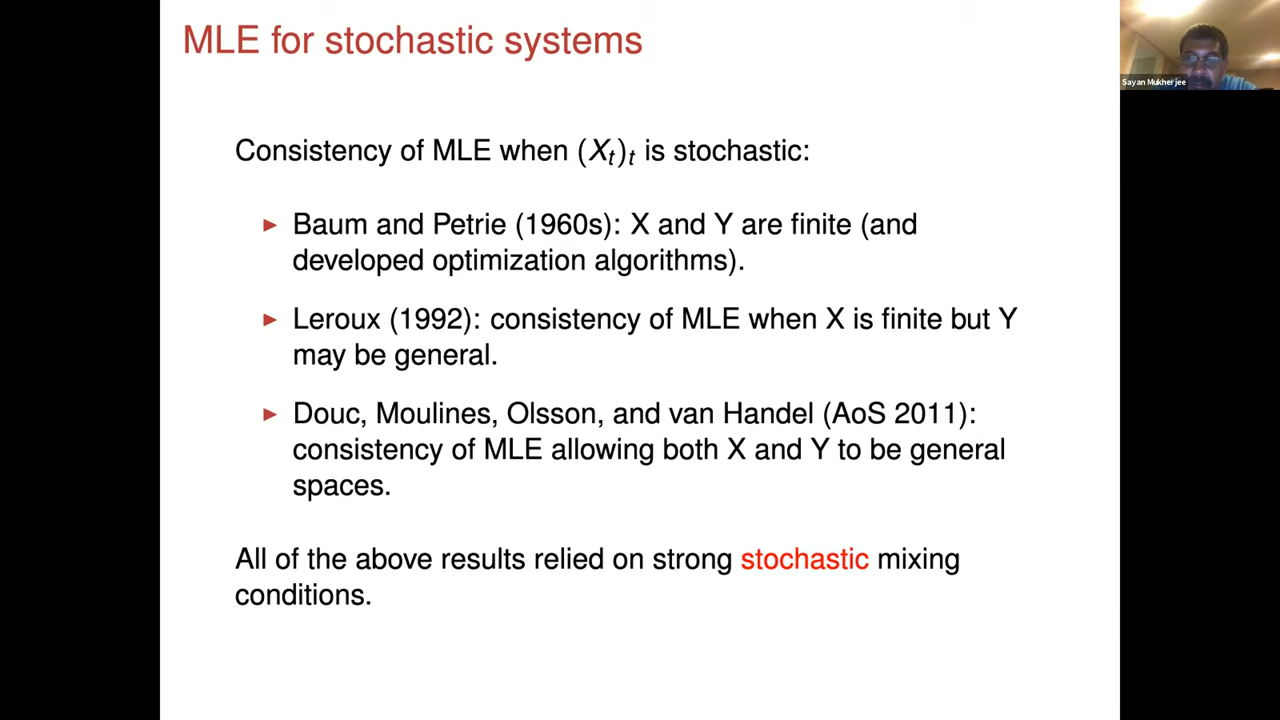 MLE for stochastic systems
Sayan Mukherjee
Consistency of MLE when (Xₜ)ₜ is stochastic:
► Baum and Petrie (1960s): X and Y are finite (and
developed optimization algorithms).
► Leroux (1992): consistency of MLE when X is finite but Y
may be general.
► Douc, Moulines, Olsson, and van Handel (AoS 2011):
consistency of MLE allowing both X and Y to be general
spaces.
All of the above results relied on strong stochastic mixing
conditions.